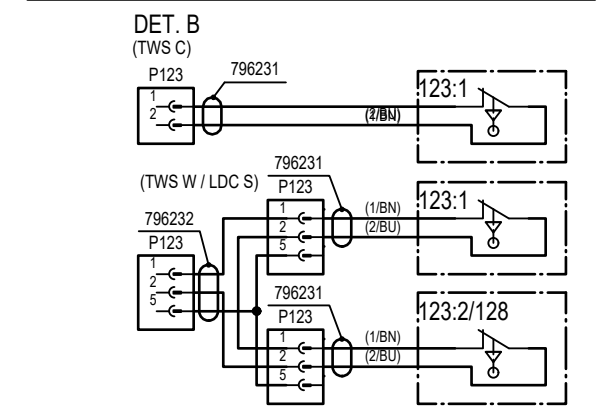 DET. B
(TWS C)
P123
796231
1
2
123:1
(TWS W / LDC S)
796231
P123
796232
P123
1
2
5
1
2
5
(1/BN)
(2/BU)
123:1
796231
P123
1
2
5
(1/BN)
(2/BU)
123:2/128